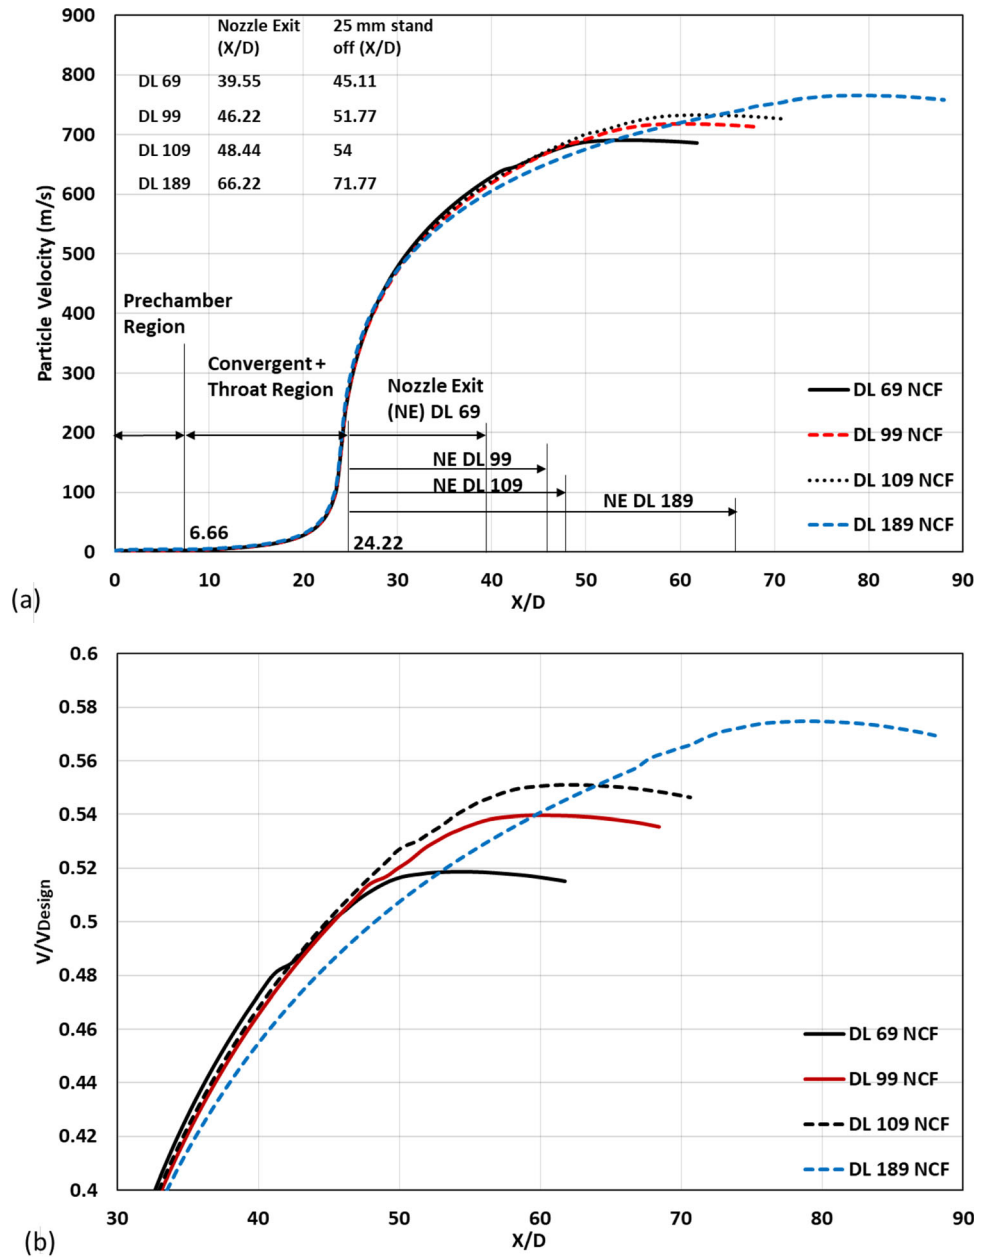 Nozzle Exit 25 mm stand
(X/D) off (X/D)
DL 69 39.55 45.11
DL 99 46.22 51.77
DL 109 48.44 54
DL 189 66.22 71.77
900
800
700
600
500
400
300
200
100
0
Particle Velocity (m/s)
Prechamber
Region
Convergent +
Throat Region
Nozzle Exit
(NE) DL 69
NE DL 99
NE DL 109
NE DL 189
6.66
24.22
DL 69 NCF
DL 99 NCF
DL 109 NCF
DL 189 NCF
0 10 20 30 40 50 60 70 80 90
X/D
(a)
0.6
0.58
0.56
0.54
0.52
0.5
0.48
0.46
0.44
0.42
0.4
V/VDesign
DL 69 NCF
DL 99 NCF
DL 109 NCF
DL 189 NCF
30 40 50 60 70 80 90
X/D
(b)